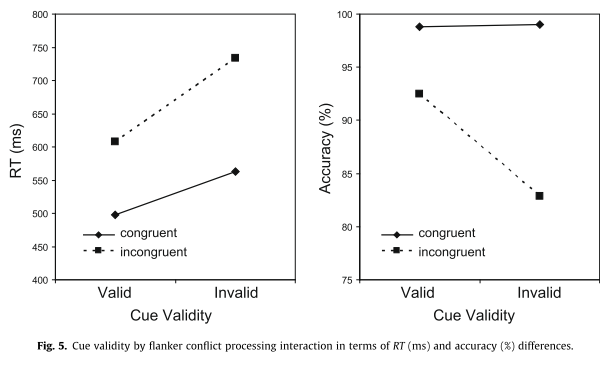 800
750
700
650
600
550
500
450
400
RT (ms)
congruent
incongruent
Valid Invalid
Cue Validity
100
95
90
85
80
75
Accuracy (%)
congruent
incongruent
Valid Invalid
Cue Validity
Fig. 5. Cue validity by flanker conflict processing interaction in terms of RT (ms) and accuracy (%) differences.